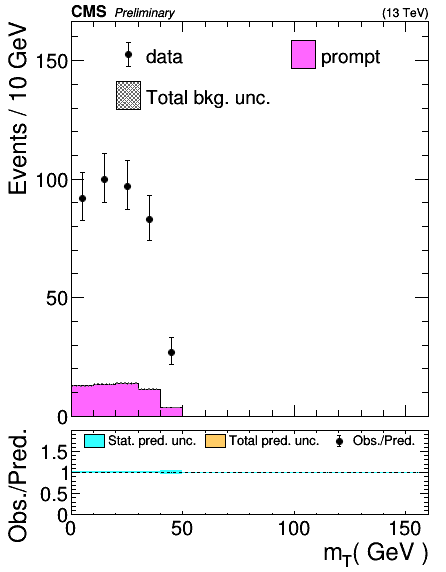 CMS Preliminary (13 TeV)
Events / 10 GeV
150
100
50
0
data
prompt
Total bkg. unc.
Obs./Pred.
1.5
1
0.5
0
Stat. pred. unc. Total pred. unc. Obs./Pred.
0 50 100 150
m_T( GeV )